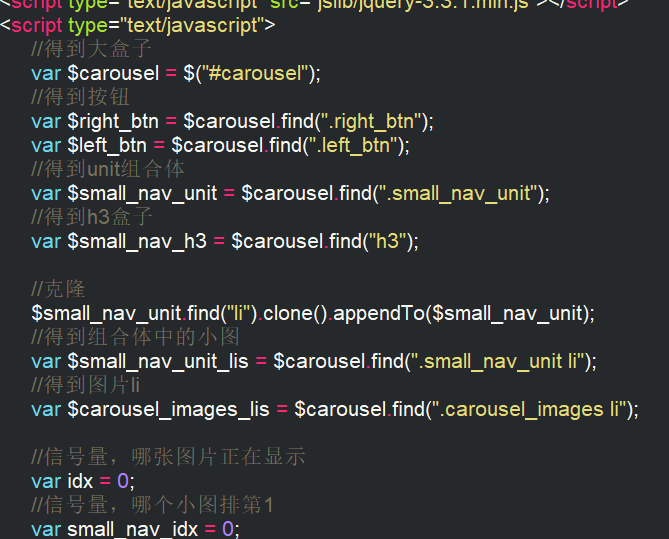 <script type="text/javascript" src="jslib/jquery-3.3.1.min.js"></script>
<script type="text/javascript">
//得到大盒子
var $carousel = $("#carousel");
//得到按钮
var $right_btn = $carousel.find(".right_btn");
var $left_btn = $carousel.find(".left_btn");
//得到unit组合体
var $small_nav_unit = $carousel.find(".small_nav_unit");
//得到h3盒子
var $small_nav_h3 = $carousel.find("h3");
//克隆
$small_nav_unit.find("li").clone().appendTo($small_nav_unit);
//得到组合体中的小图
var $small_nav_unit_lis = $carousel.find(".small_nav_unit li");
//得到图片li
var $carousel_images_lis = $carousel.find(".carousel_images li");
//信号量，哪张图片正在显示
var idx = 0;
//信号量，哪个小图排第1
var small_nav_idx = 0;